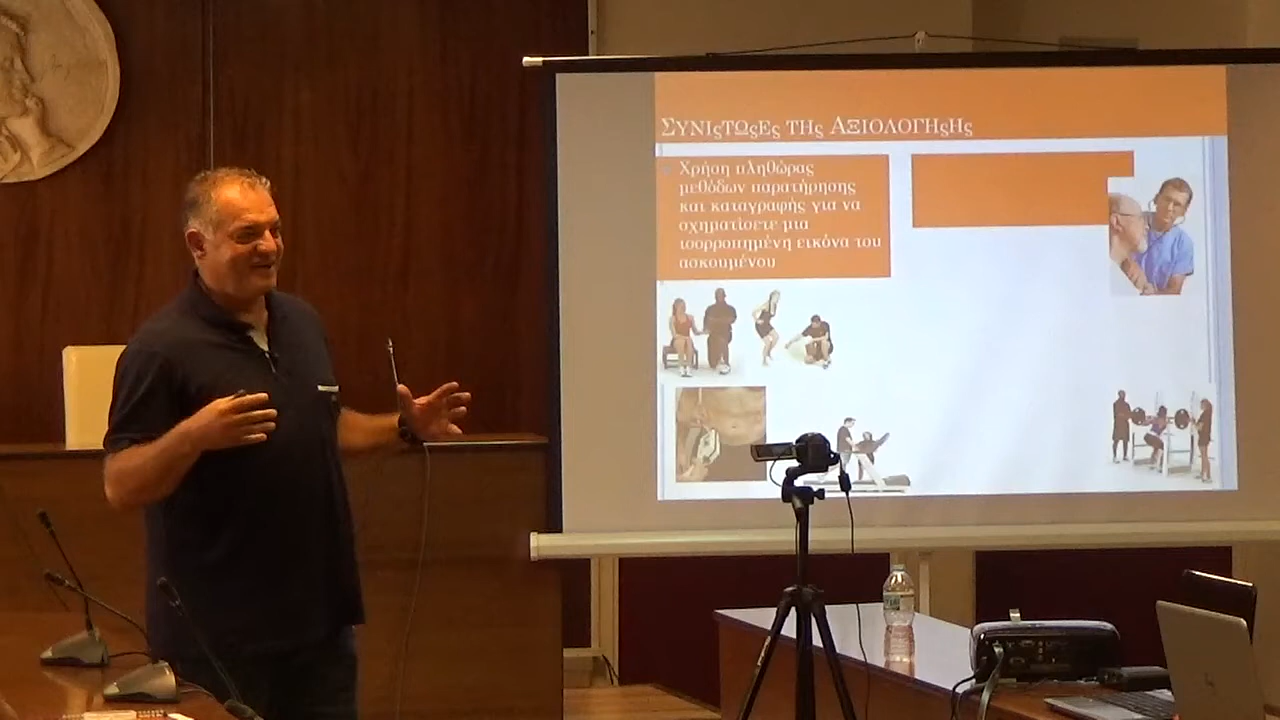 ΣΥΝΙςΤΩςΕς ΤΗς ΑΞΙΟΛΟΓΗςΗς
Χρήση πληθώρας
μεθόδων παρατήρησης
και καταγραφής για να
σχηματίσετε μια
ισορροπημένη εικόνα του
ασκουμένου